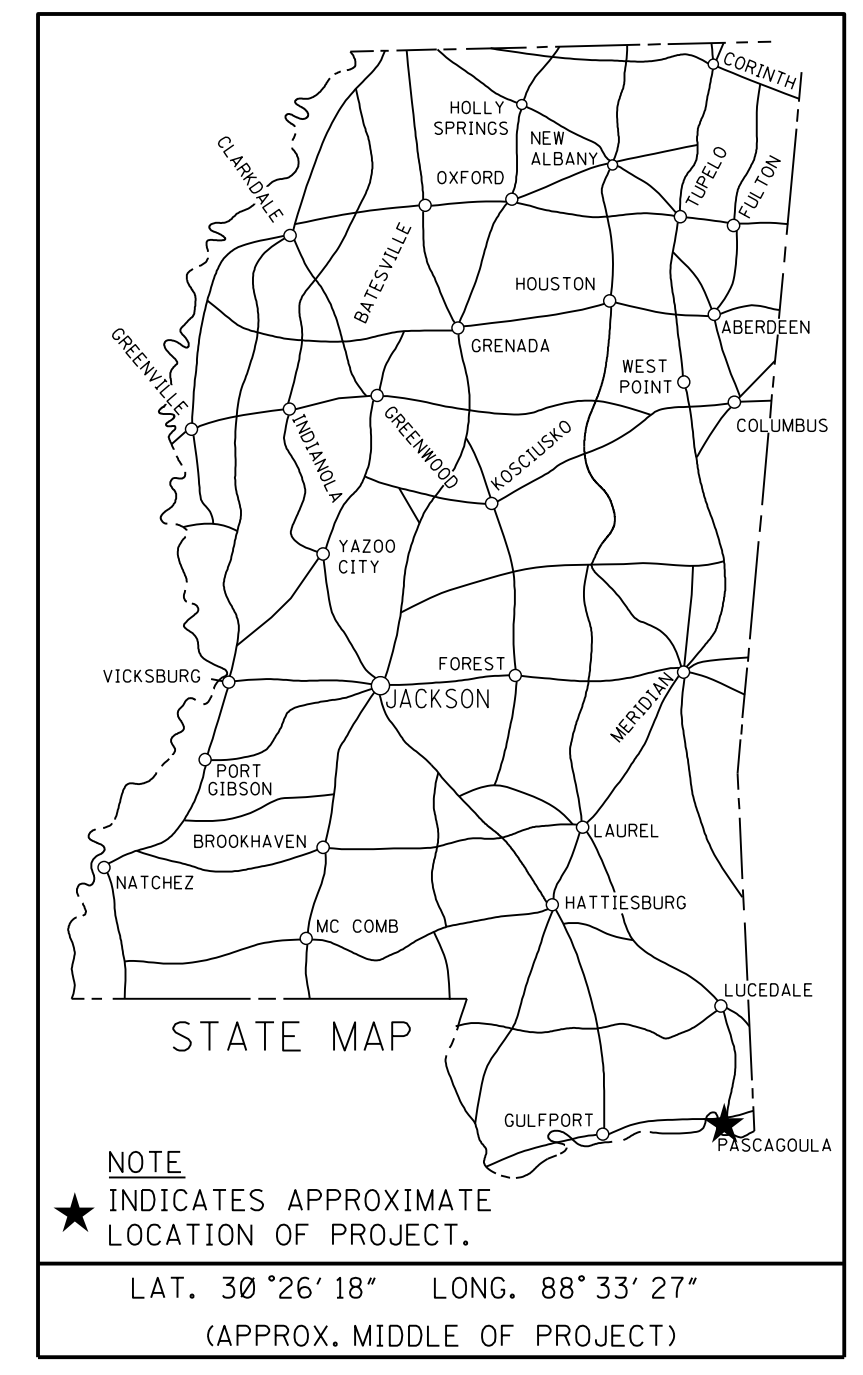 CORINTH
HOLLY
SPRINGS
NEW
ALBANY
CLARKDALE
OXFORD
TUPELO
FULTON
BATESVILLE
HOUSTON
ABERDEEN
GREENVILLE
GRENADA
WEST
POINT
COLUMBUS
INDIANOLA
GREENWOOD
KOSCIUSKO
YAZOO
CITY
FOREST
VICKSBURG
JACKSON
MERIDIAN
PORT
GIBSON
BROOKHAVEN
LAUREL
NATCHEZ
HATTIESBURG
MC COMB
LUCEDALE
STATE MAP
GULFPORT
PASCAGOULA
NOTE
INDICATES APPROXIMATE
LOCATION OF PROJECT.
LAT. 30°26'18" LONG. 88°33'27"
(APPROX. MIDDLE OF PROJECT)